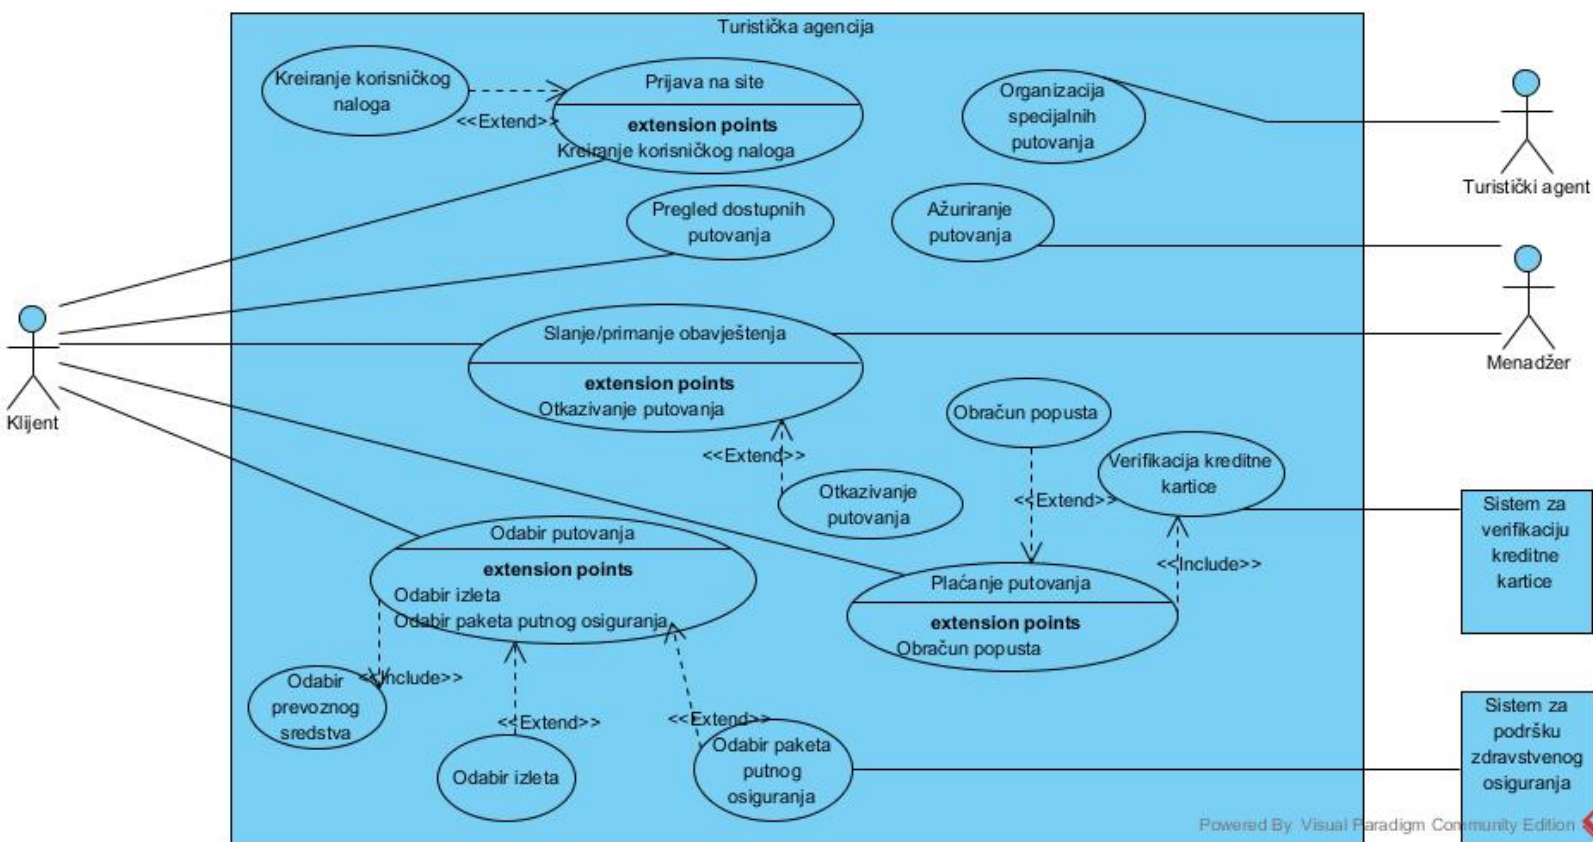 Turistička agencija
Kreiranje korisničkog
naloga
<<Extend>>
Prijava na site
extension points
Kreiranje korisničkog naloga
Organizacija
specijalnih
putovanja
Turistički agent
Pregled dostupnih
putovanja
Ažuriranje
putovanja
Menadžer
Klijent
Slanje/primanje obavještenja
extension points
Otkazivanje putovanja
<<Extend>>
Otkazivanje
putovanja
Obračun popusta
<<Extend>>
Verifikacija kreditne
kartice
<<Include>>
Sistem za
verifikaciju
kreditne
kartice
Odabir putovanja
extension points
Odabir izleta
Odabir paketa putnog osiguranja
Plaćanje putovanja
extension points
Obračun popusta
<<Include>>
Odabir
prevoznog
sredstva
<<Extend>>
Odabir izleta
<<Extend>>
Odabir paketa
putnog
osiguranja
Sistem za
podršku
zdravstvenog
osiguranja
Powered By Visual Paradigm Community Edition